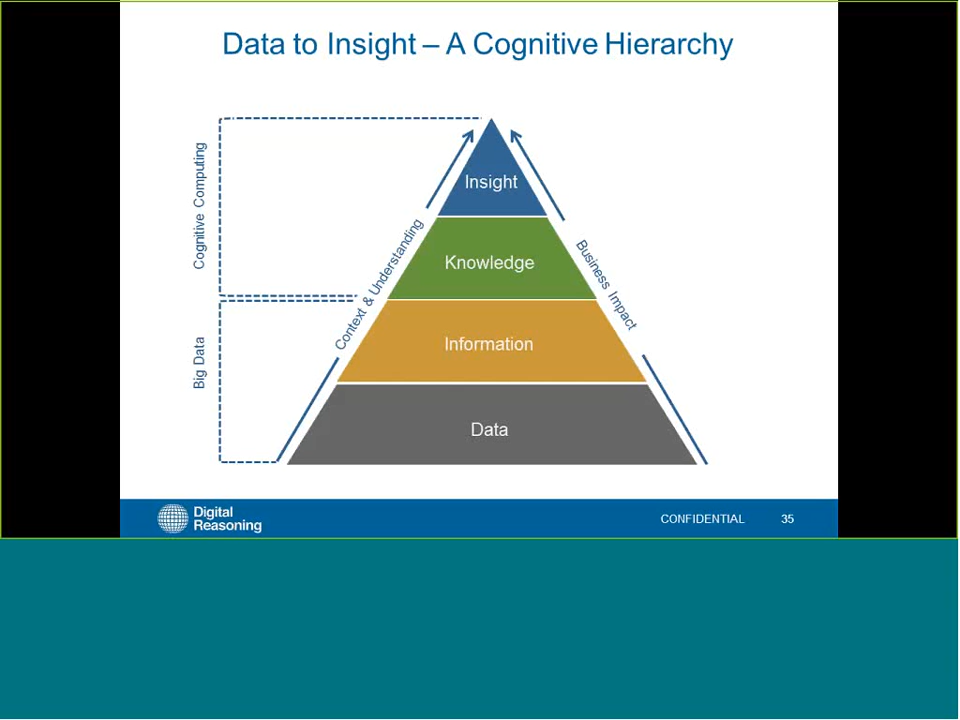 Data to Insight – A Cognitive Hierarchy
Cognitive Computing
Big Data
Context & Understanding
Business Impact
Insight
Knowledge
Information
Data
Digital
Reasoning
CONFIDENTIAL
35